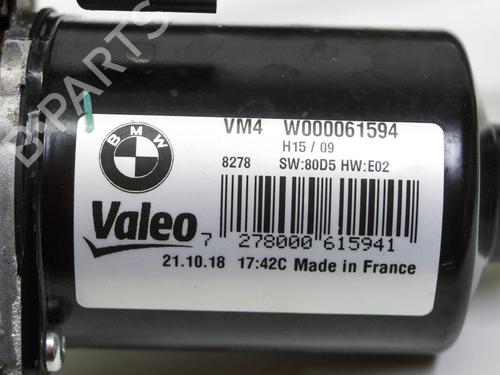 B-PARTS
BMW
VM4 W000061594
H15 / 09
8278 SW:80D5 HW:E02
Valeo
7 278000 615941
21.10.18 17:42C Made in France